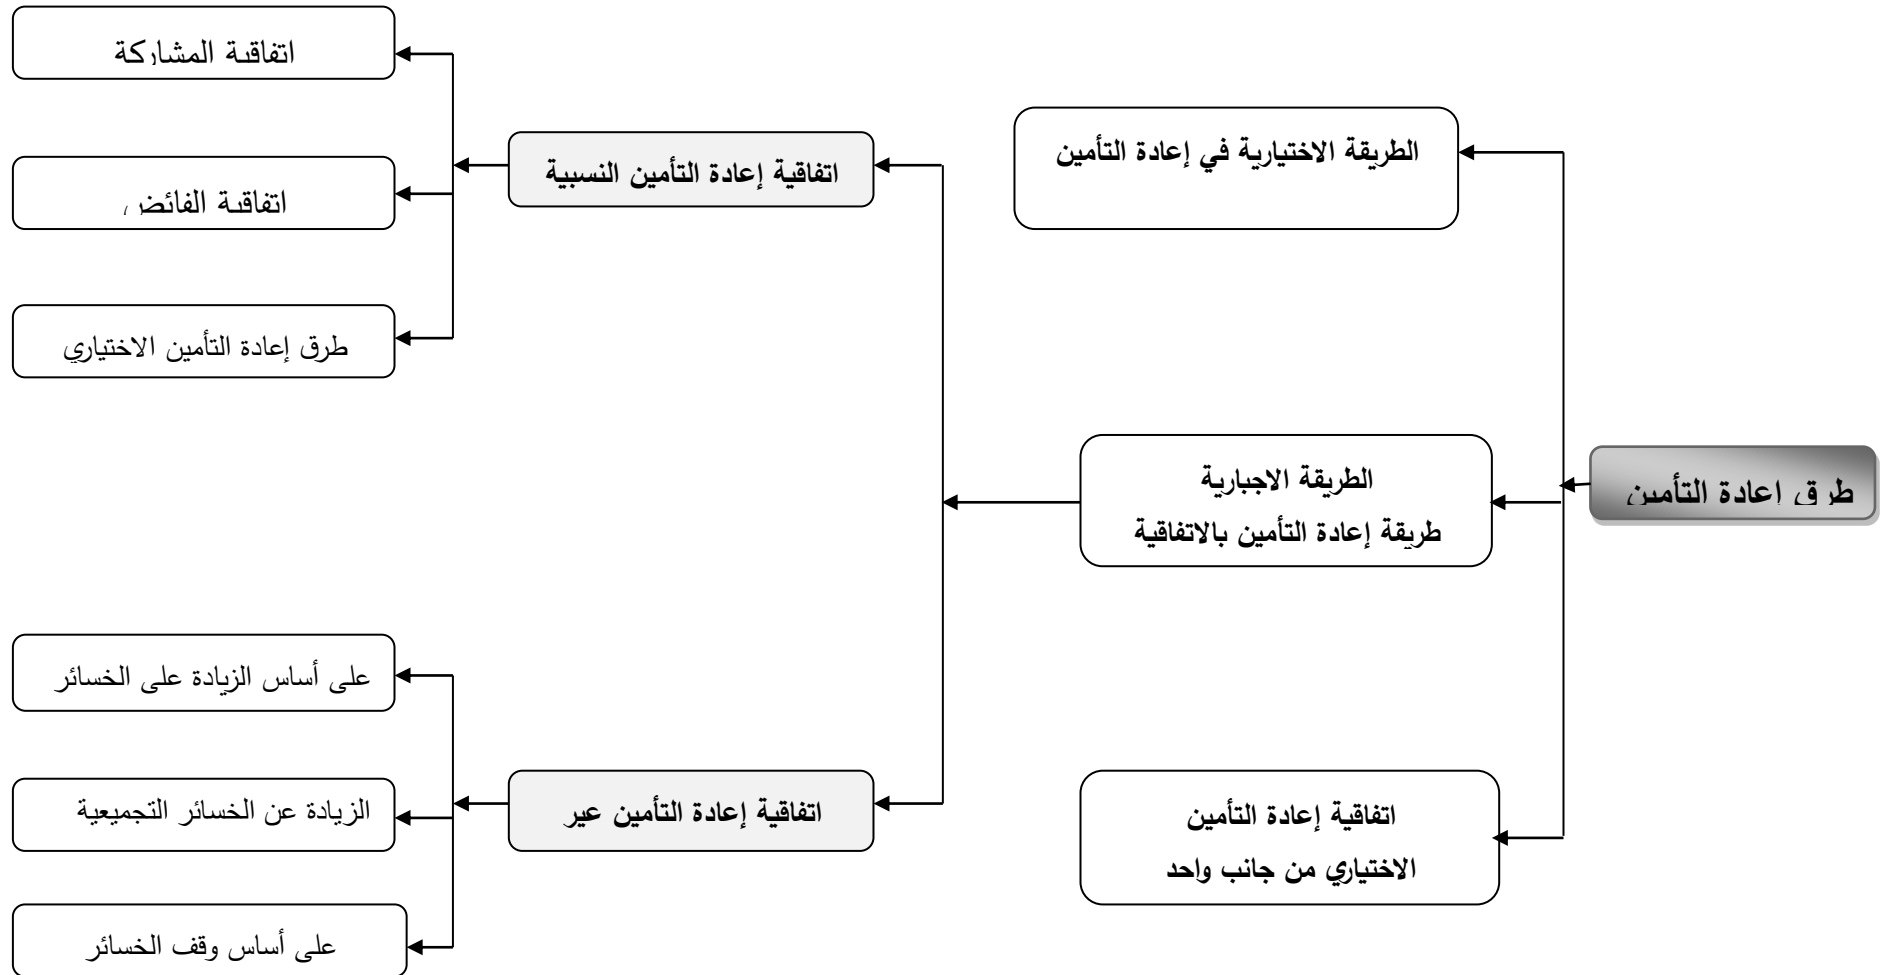 طرق إعادة التأمين
الطريقة الاختيارية في إعادة التأمين
الطريقة الاجبارية
طريقة إعادة التأمين بالاتفاقية
اتفاقية إعادة التأمين
الاختياري من جانب واحد
اتفاقية إعادة التأمين النسبية
اتفاقية إعادة التأمين عير
اتفاقية المشاركة
اتفاقية الفائض
طرق إعادة التأمين الاختياري
على أساس الزيادة على الخسائر
الزيادة عن الخسائر التجميعية
على أساس وقف الخسائر